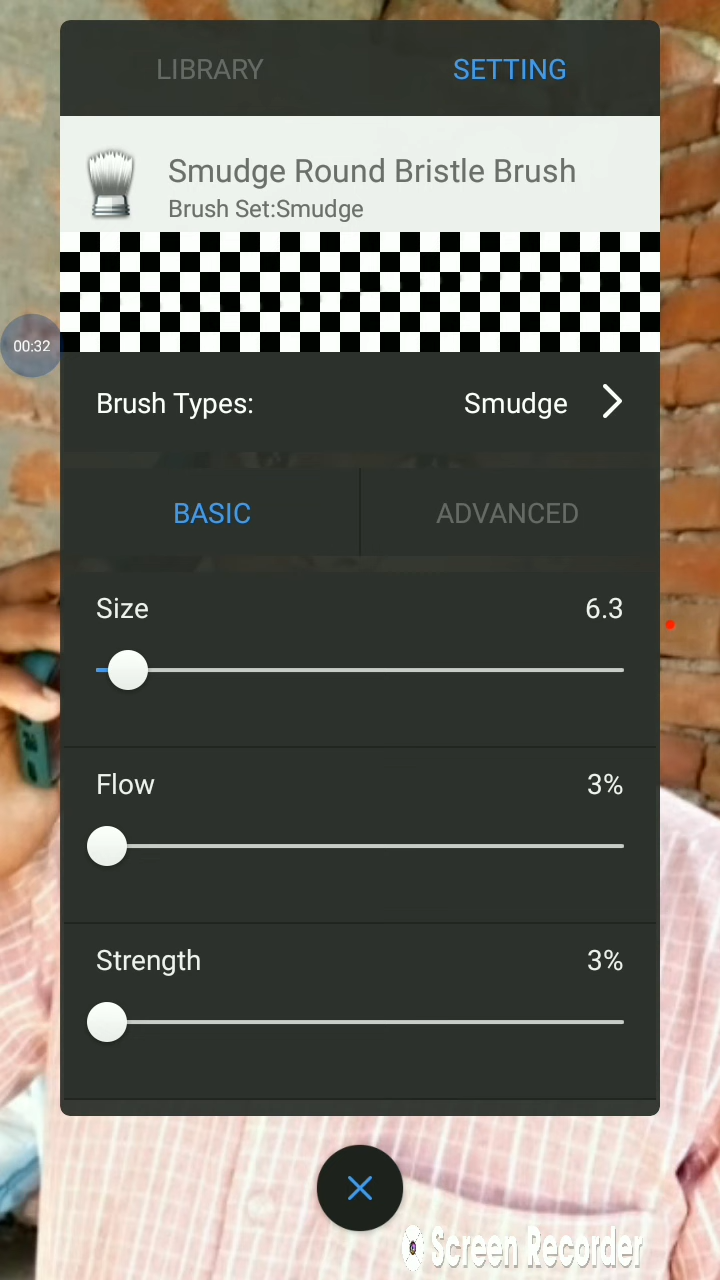 LIBRARY SETTING
Smudge Round Bristle Brush
Brush Set:Smudge
00:32
Brush Types: Smudge
BASIC ADVANCED
Size 6.3
Flow 3%
Strength 3%
Screen Recorder